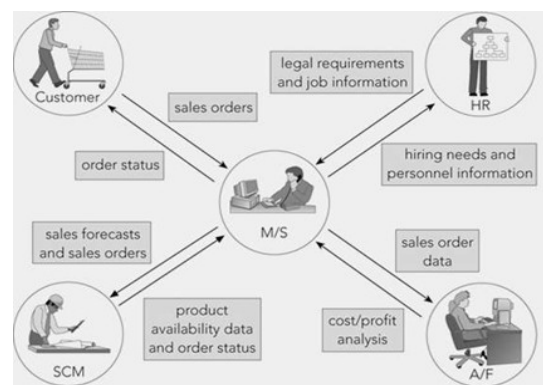 Customer
sales orders
order status
legal requirements
and job information
HR
hiring needs and
personnel information
M/S
sales forecasts
and sales orders
SCM
product
availability data
and order status
sales order
data
cost/profit
analysis
A/F